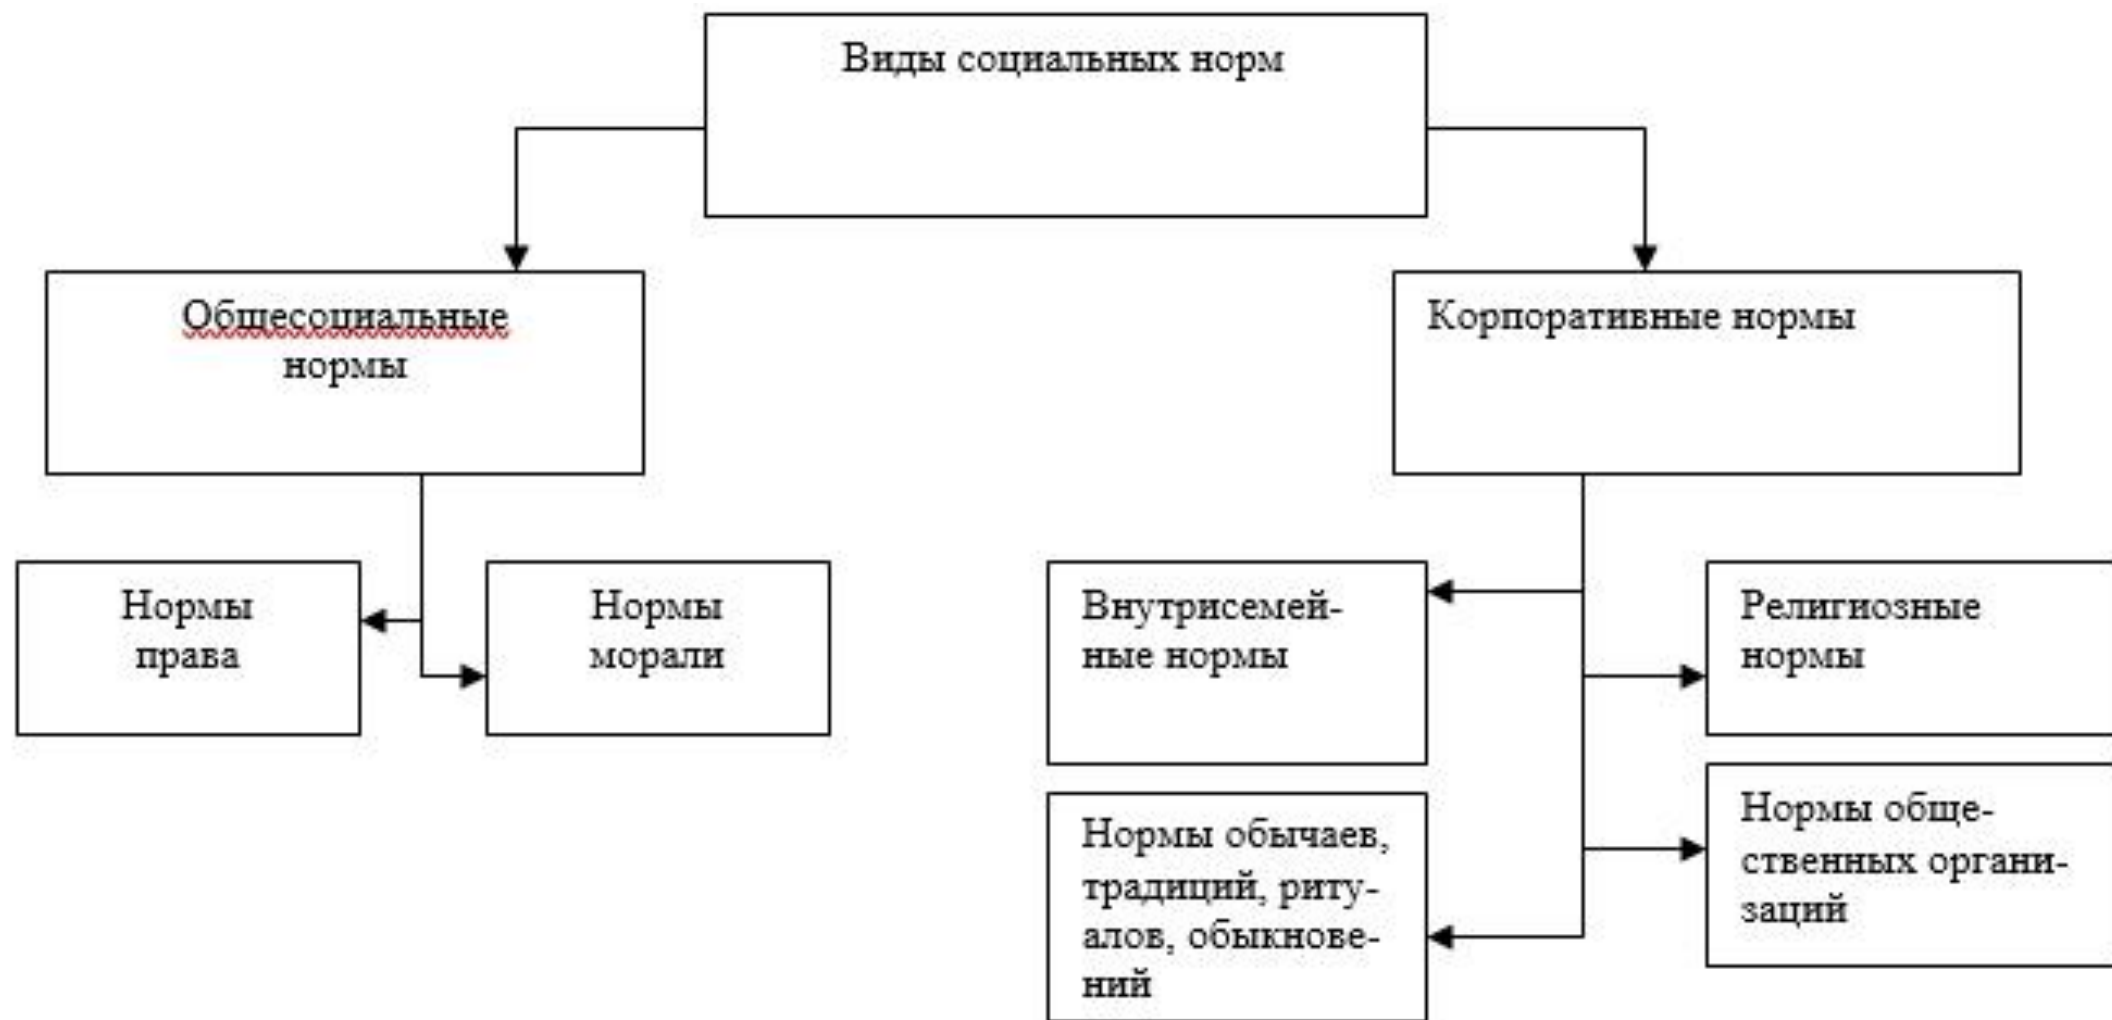 Виды социальных норм
Общесоциальные
нормы
Корпоративные нормы
Нормы
права
Нормы
морали
Внутрисемей-
ные нормы
Религиозные
нормы
Нормы обычаев,
традиций, риту-
алов, обыкнове-
ний
Нормы обще-
ственных органи-
заций